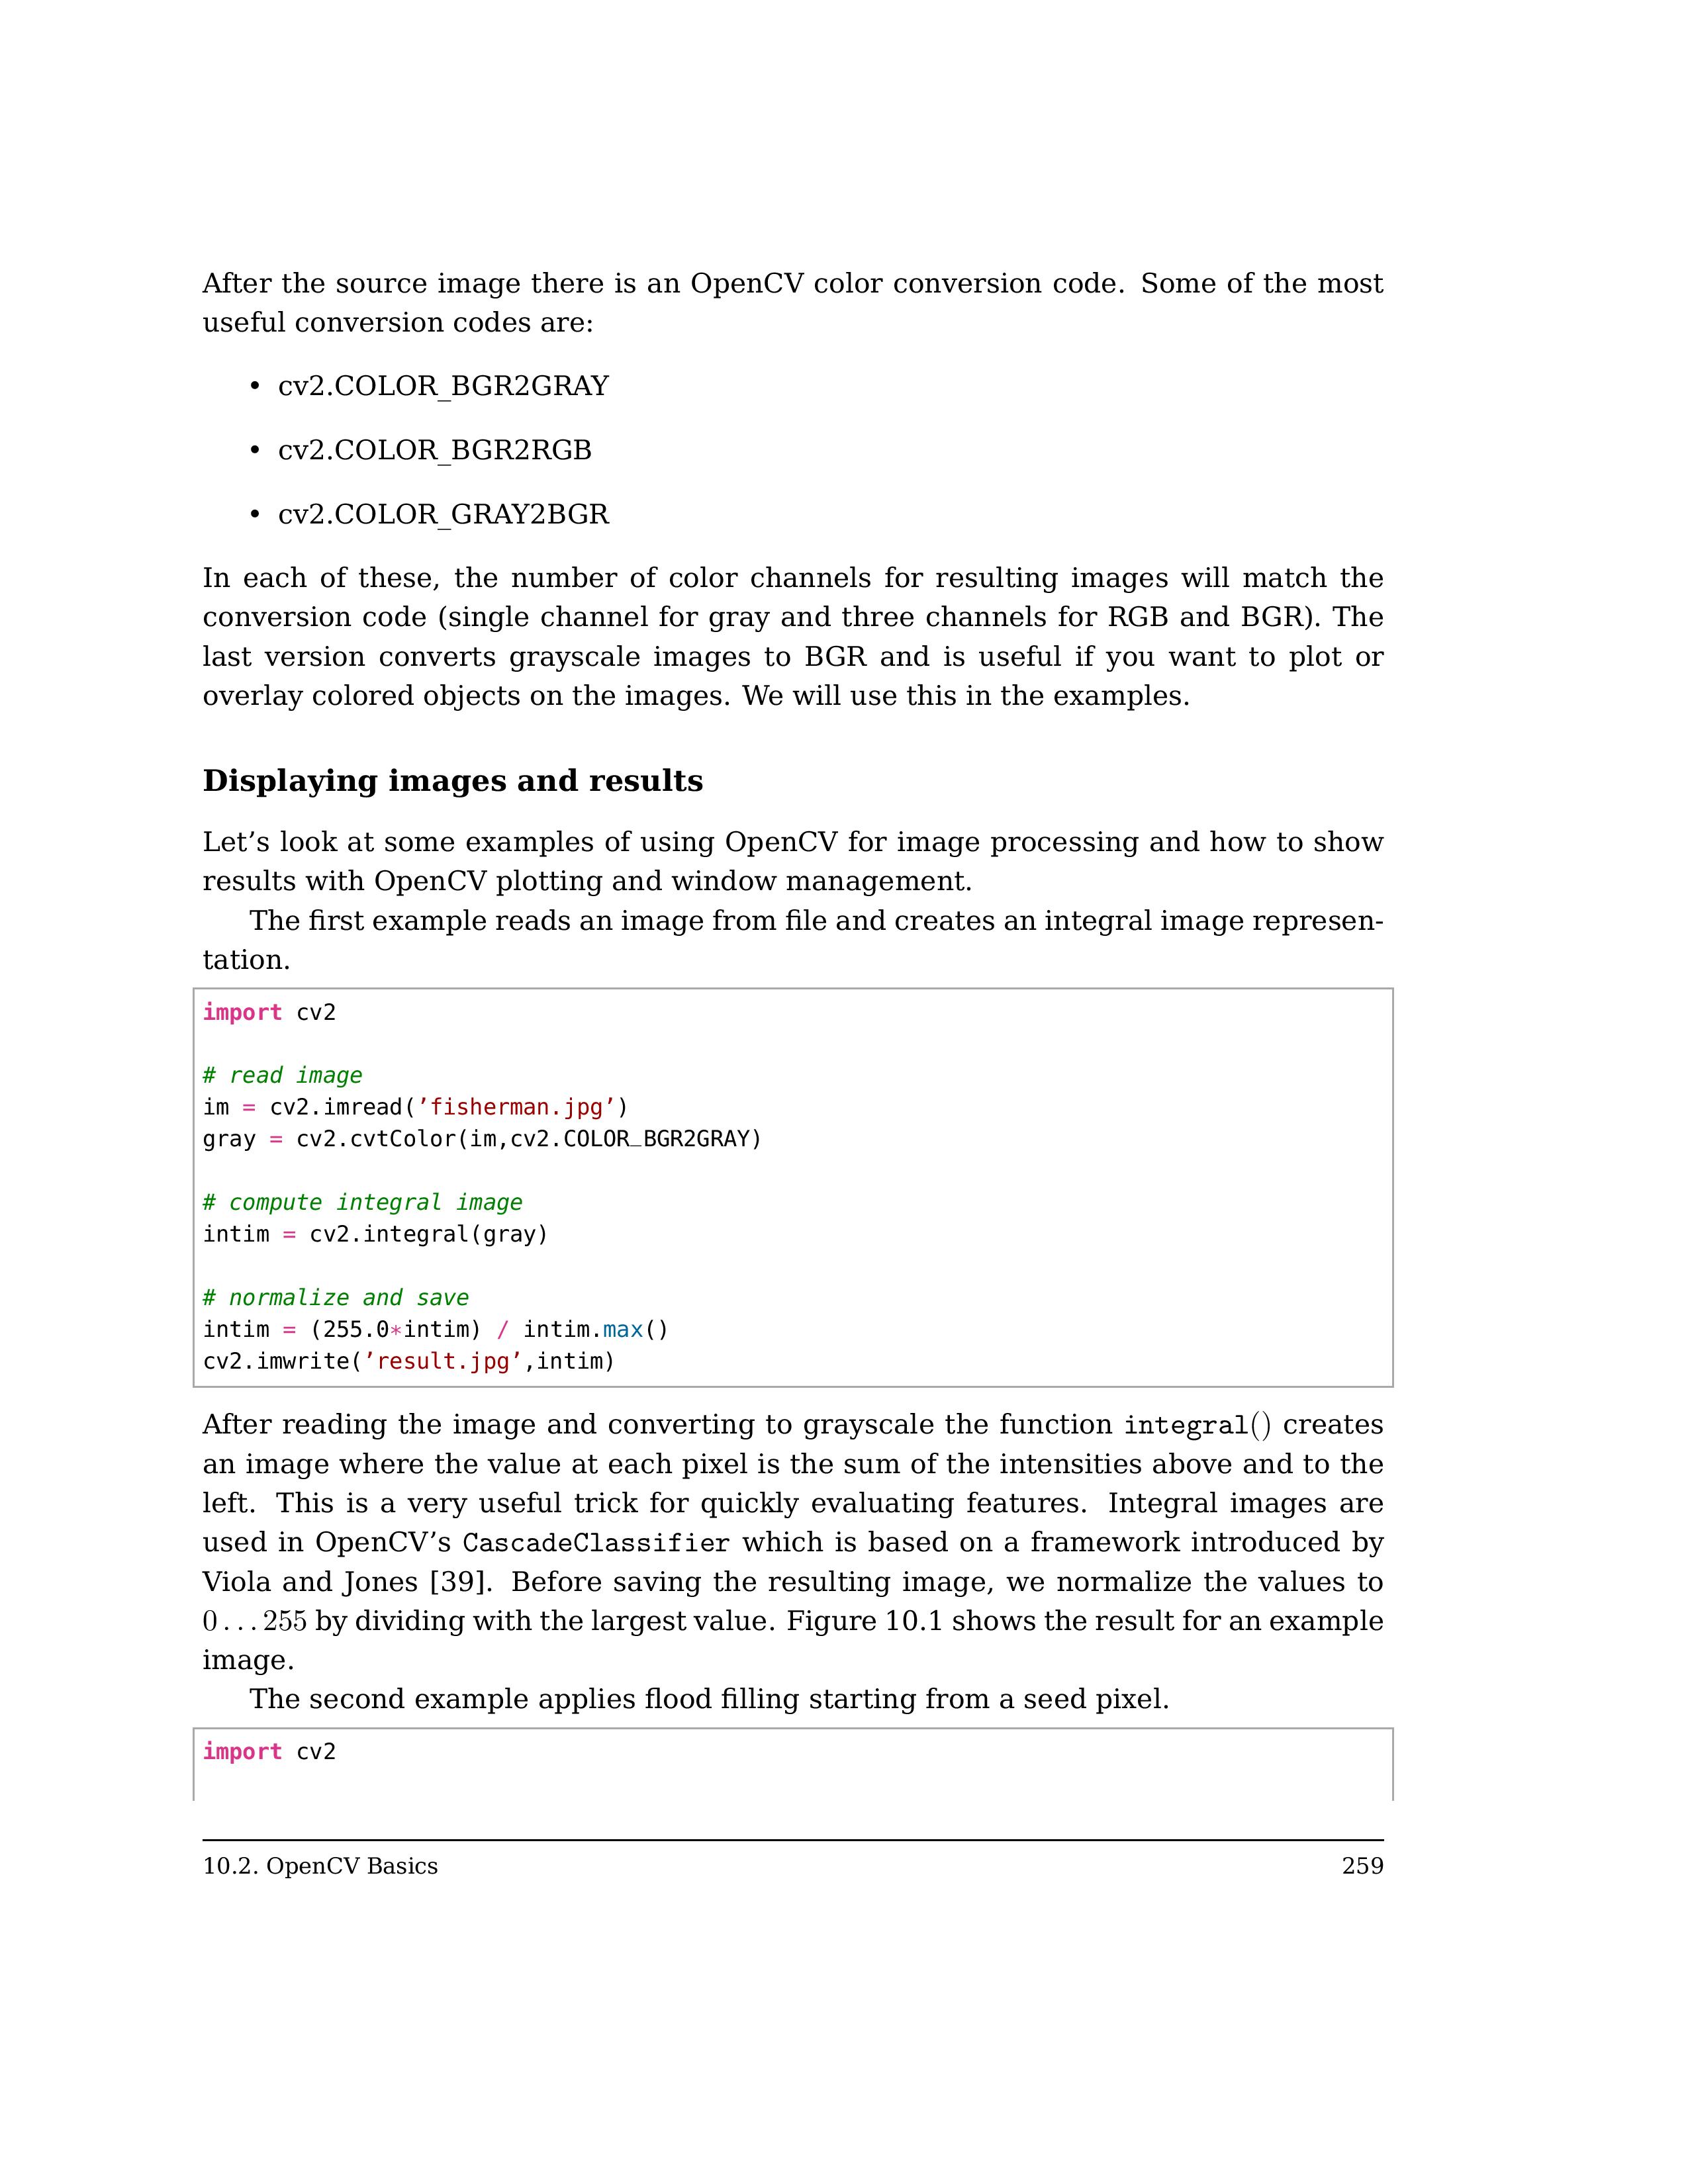 After the source image there is an OpenCV color conversion code. Some of the most
useful conversion codes are:
• cv2.COLOR_BGR2GRAY
• cv2.COLOR_BGR2RGB
• cv2.COLOR_GRAY2BGR
In each of these, the number of color channels for resulting images will match the
conversion code (single channel for gray and three channels for RGB and BGR). The
last version converts grayscale images to BGR and is useful if you want to plot or
overlay colored objects on the images. We will use this in the examples.
Displaying images and results
Let’s look at some examples of using OpenCV for image processing and how to show
results with OpenCV plotting and window management.
The first example reads an image from file and creates an integral image represen-
tation.
import cv2
# read image
im = cv2.imread(’fisherman.jpg’)
gray = cv2.cvtColor(im,cv2.COLOR_BGR2GRAY)
# compute integral image
intim = cv2.integral(gray)
# normalize and save
intim = (255.0*intim) / intim.max()
cv2.imwrite(’result.jpg’,intim)
After reading the image and converting to grayscale the function integral() creates
an image where the value at each pixel is the sum of the intensities above and to the
left. This is a very useful trick for quickly evaluating features. Integral images are
used in OpenCV’s CascadeClassifier which is based on a framework introduced by
Viola and Jones [39]. Before saving the resulting image, we normalize the values to
0...255 by dividing with the largest value. Figure 10.1 shows the result for an example
image.
The second example applies flood filling starting from a seed pixel.
import cv2
10.2. OpenCV Basics 259